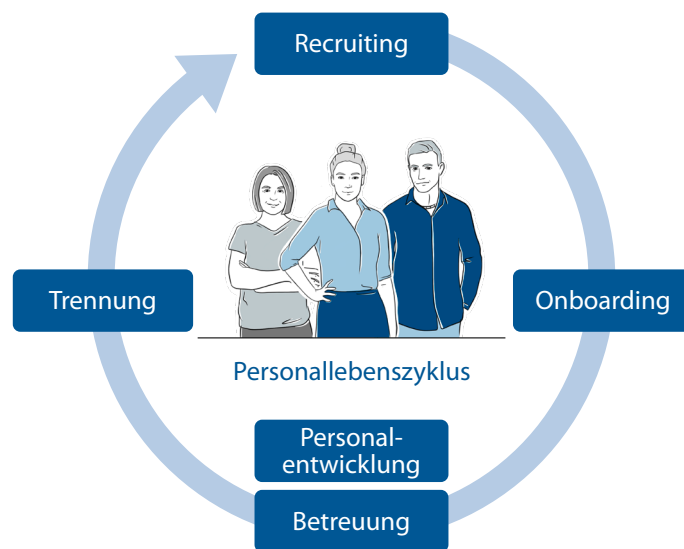 Recruiting
Trennung
Onboarding
Personallebenszyklus
Personal-
entwicklung
Betreuung